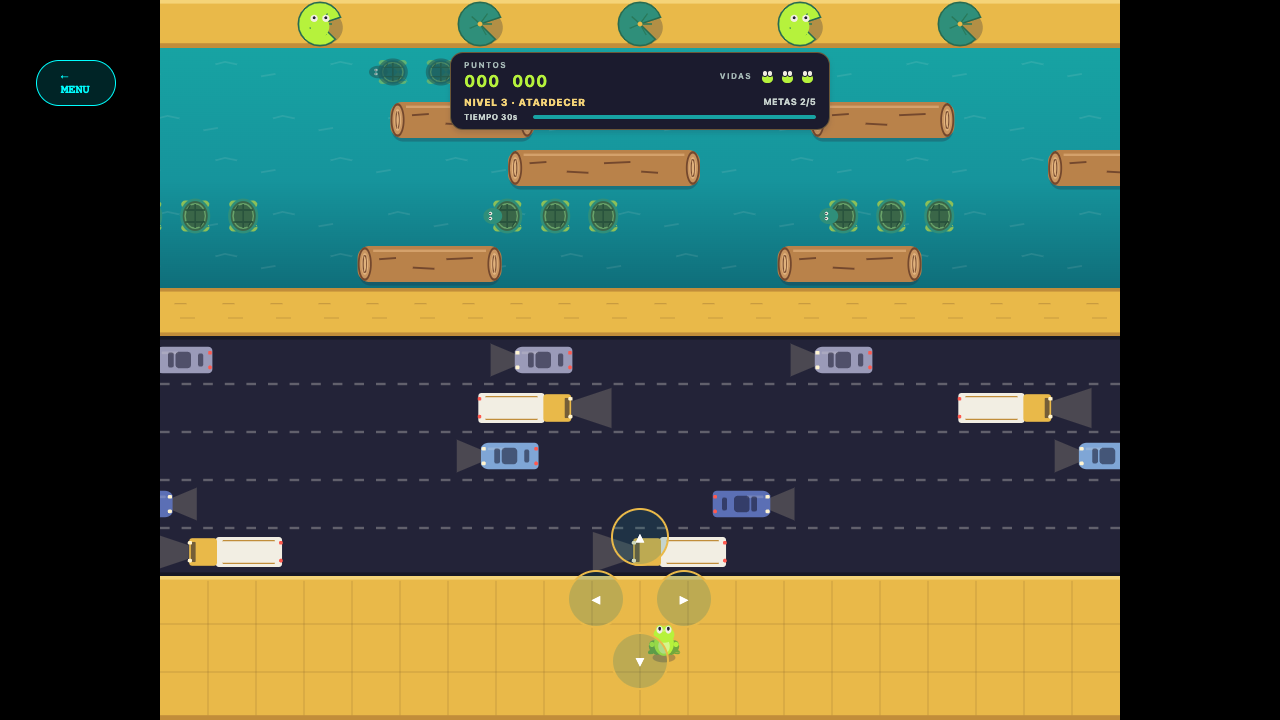 ←
MENU
PUNTOS
000 000
VIDAS
NIVEL 3 · ATARDECER
METAS 2/5
TIEMPO 30s
▲
◄ ►
▼